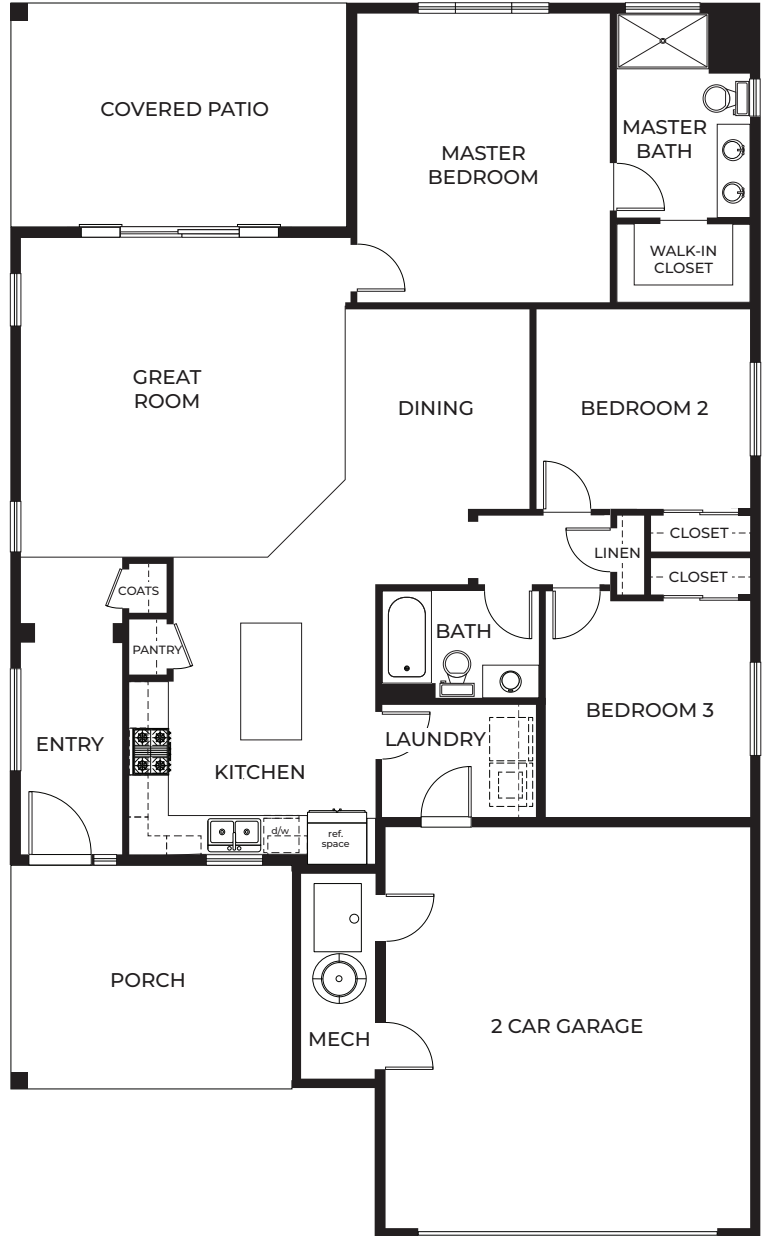 COVERED PATIO
MASTER
BEDROOM
MASTER
BATH
WALK-IN
CLOSET
GREAT
ROOM
DINING
BEDROOM 2
CLOSET
LINEN
CLOSET
COATS
PANTRY
BATH
BEDROOM 3
ENTRY
LAUNDRY
KITCHEN
d/w
ref.
space
PORCH
MECH
2 CAR GARAGE